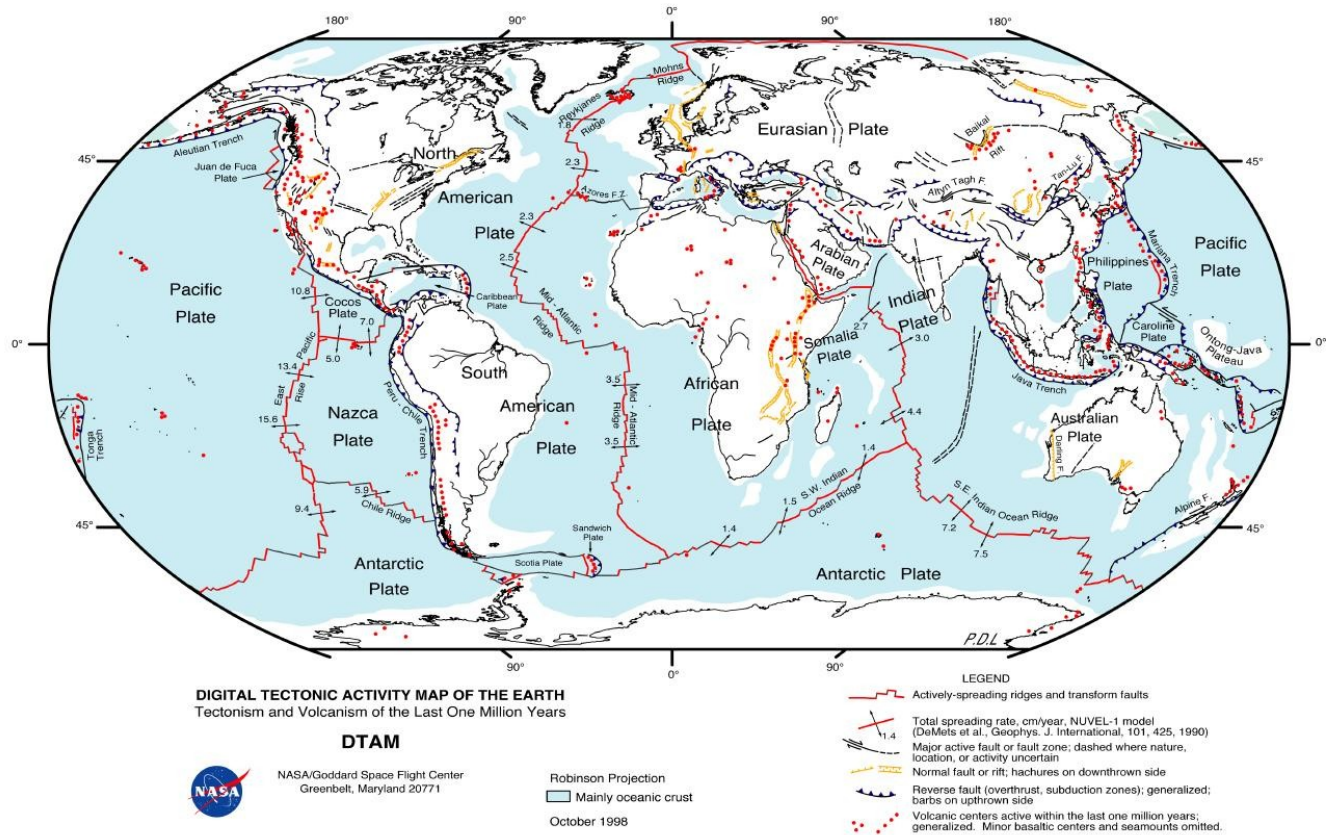 180°
90°
0°
90°
180°
Mohns
Ridge
Reykjanes
Ridge
1.8
Eurasian Plate
Baikal
Rift
Aleutian Trench
45°
Juan de Fuca
Plate
North
American
Plate
2.3
Azores F.Z.
Altyn Tagh F.
Tan-Lu F.
45°
2.3
2.5
Arabian
Plate
Philippines
Plate
Mariana Trench
Pacific
Plate
Pacific
Plate
10.8
Cocos
Plate
7.0
5.0
Caribbean
Plate
Mid - Atlantic
Ridge
Indian
Plate
2.7
3.0
Somalia
Plate
Caroline
Plate
Ontong-Java
Plateau
0°
0°
13.4
East Pacific
Rise
15.6
South
American
Plate
3.5
Mid - Atlantic
Ridge
3.5
African
Plate
Java Trench
Tonga
Trench
Nazca
Plate
Peru - Chile Trench
4.4
1.4
Australian
Plate
Darling F.
5.9
Chile Ridge
9.4
S.W. Indian
Ocean Ridge
1.5
1.4
S.E. Indian Ocean Ridge
7.2
7.5
Alpine F.
45°
45°
Sandwich
Plate
Scotia Plate
Antarctic
Plate
Antarctic Plate
P.D.L
90°
0°
90°
DIGITAL TECTONIC ACTIVITY MAP OF THE EARTH
Tectonism and Volcanism of the Last One Million Years
DTAM
NASA
NASA/Goddard Space Flight Center
Greenbelt, Maryland 20771
Robinson Projection
Mainly oceanic crust
October 1998
LEGEND
Actively-spreading ridges and transform faults
1.4
Total spreading rate, cm/year, NUVEL-1 model
(DeMets et al., Geophys. J. International, 101, 425, 1990)
Major active fault or fault zone; dashed where nature,
location, or activity uncertain
Normal fault or rift; hachures on downthrown side
Reverse fault (overthrust, subduction zones); generalized;
barbs on upthrown side
Volcanic centers active within the last one million years;
generalized. Minor basaltic centers and seamounts omitted.